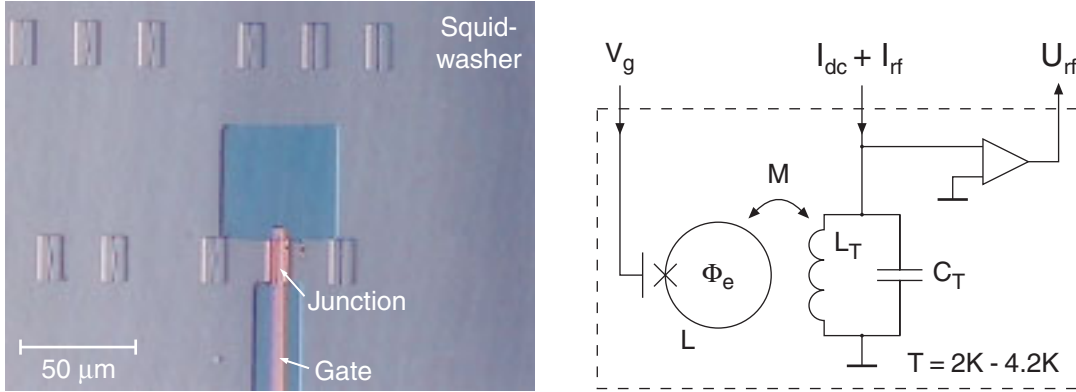 Squid-
washer
Junction
Gate
50 μm
V_g
I_dc + I_rf
U_rf
M
L_T
C_T
Φ_e
L
T = 2K - 4.2K